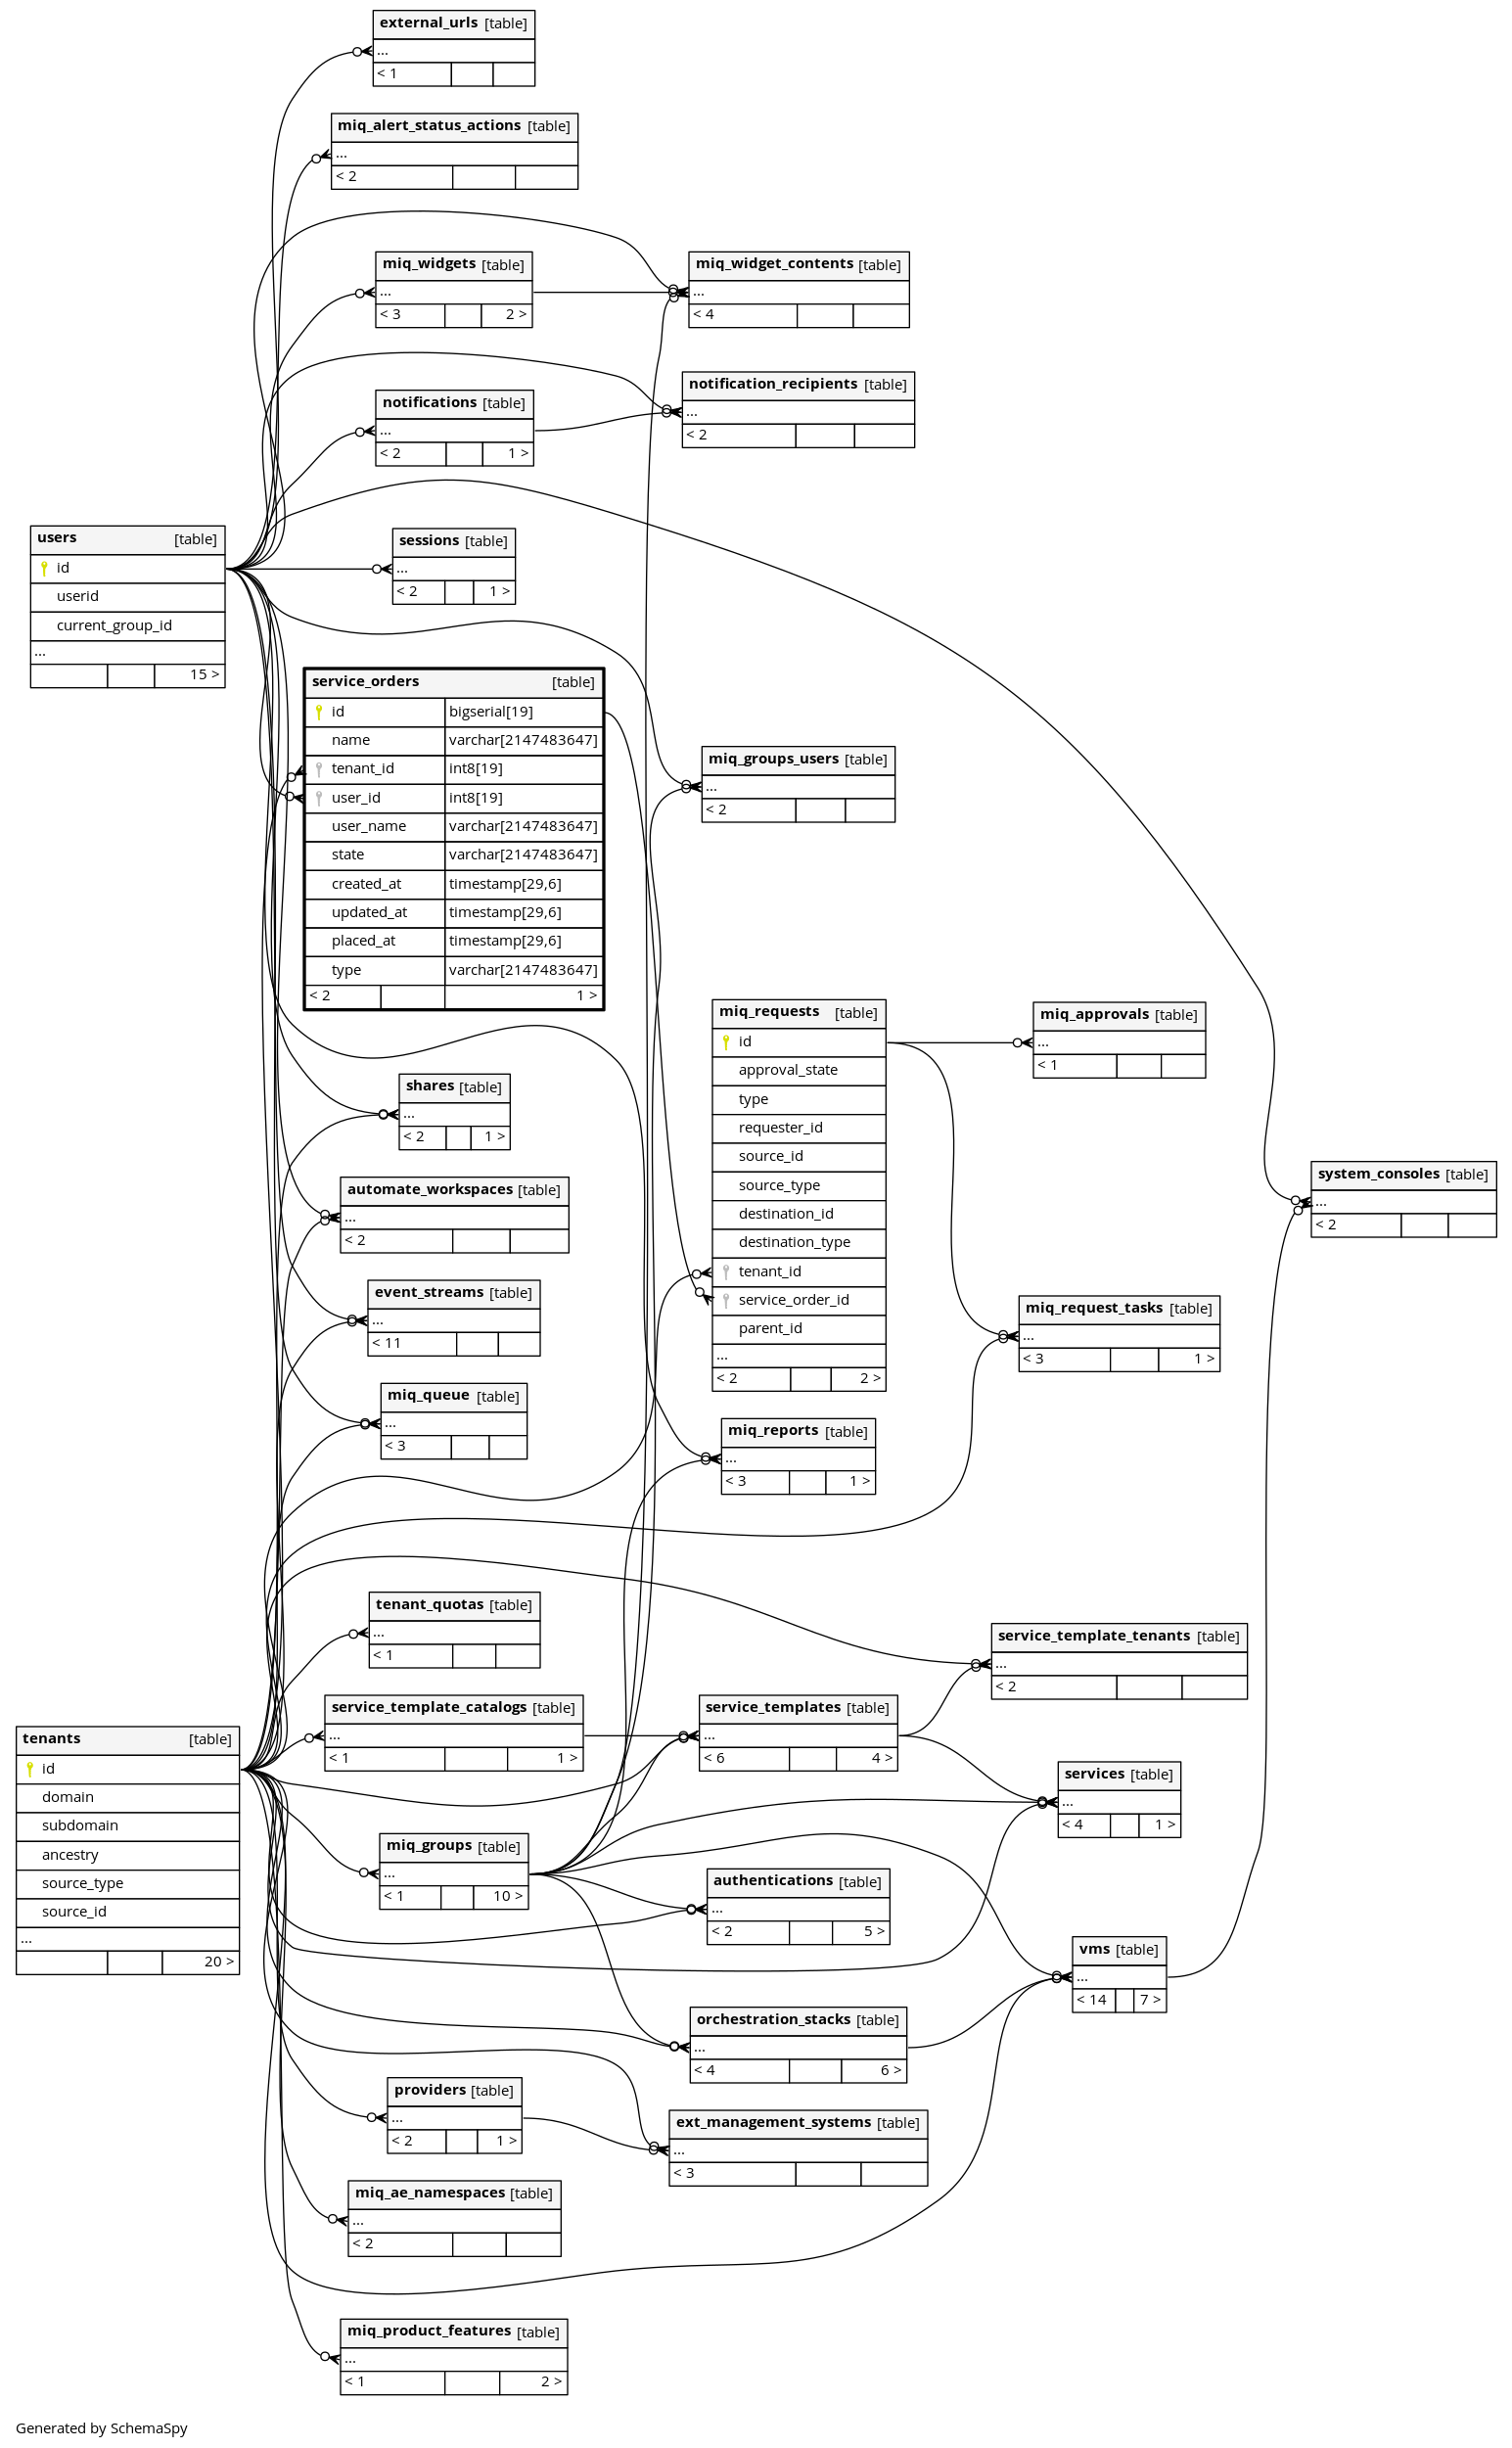 external_urls [table]
...
< 1
miq_alert_status_actions [table]
...
< 2
miq_widgets [table]
...
< 3 2 >
miq_widget_contents [table]
...
< 4
notifications [table]
...
< 2 1 >
notification_recipients [table]
...
< 2
users [table]
id
userid
current_group_id
...
15 >
sessions [table]
...
< 2 1 >
service_orders [table]
id bigserial[19]
name varchar[2147483647]
tenant_id int8[19]
user_id int8[19]
user_name varchar[2147483647]
state varchar[2147483647]
created_at timestamp[29,6]
updated_at timestamp[29,6]
placed_at timestamp[29,6]
type varchar[2147483647]
< 2 1 >
miq_groups_users [table]
...
< 2
miq_requests [table]
id
approval_state
type
requester_id
source_id
source_type
destination_id
destination_type
tenant_id
service_order_id
parent_id
...
< 2 2 >
miq_approvals [table]
...
< 1
shares [table]
...
< 2 1 >
automate_workspaces [table]
...
< 2
system_consoles [table]
...
< 2
event_streams [table]
...
< 11
miq_request_tasks [table]
...
< 3 1 >
miq_queue [table]
...
< 3
miq_reports [table]
...
< 3 1 >
tenant_quotas [table]
...
< 1
service_template_tenants [table]
...
< 2
service_template_catalogs [table]
...
< 1 1 >
service_templates [table]
...
< 6 4 >
tenants [table]
id
domain
subdomain
ancestry
source_type
source_id
...
20 >
services [table]
...
< 4 1 >
miq_groups [table]
...
< 1 10 >
authentications [table]
...
< 2 5 >
vms [table]
...
< 14 7 >
orchestration_stacks [table]
...
< 4 6 >
providers [table]
...
< 2 1 >
ext_management_systems [table]
...
< 3
miq_ae_namespaces [table]
...
< 2
miq_product_features [table]
...
< 1 2 >
Generated by SchemaSpy